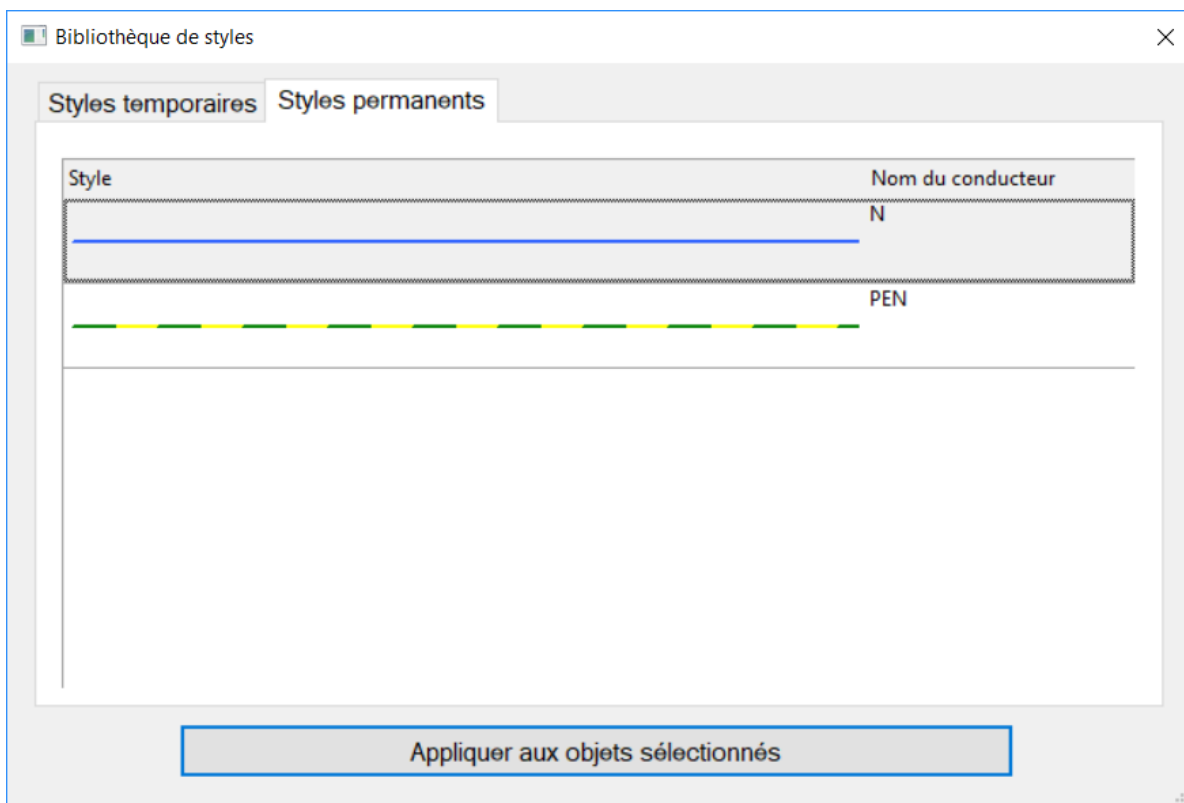 Bibliothèque de styles
Styles temporaires Styles permanents
Style Nom du conducteur
N
PEN
Appliquer aux objets sélectionnés